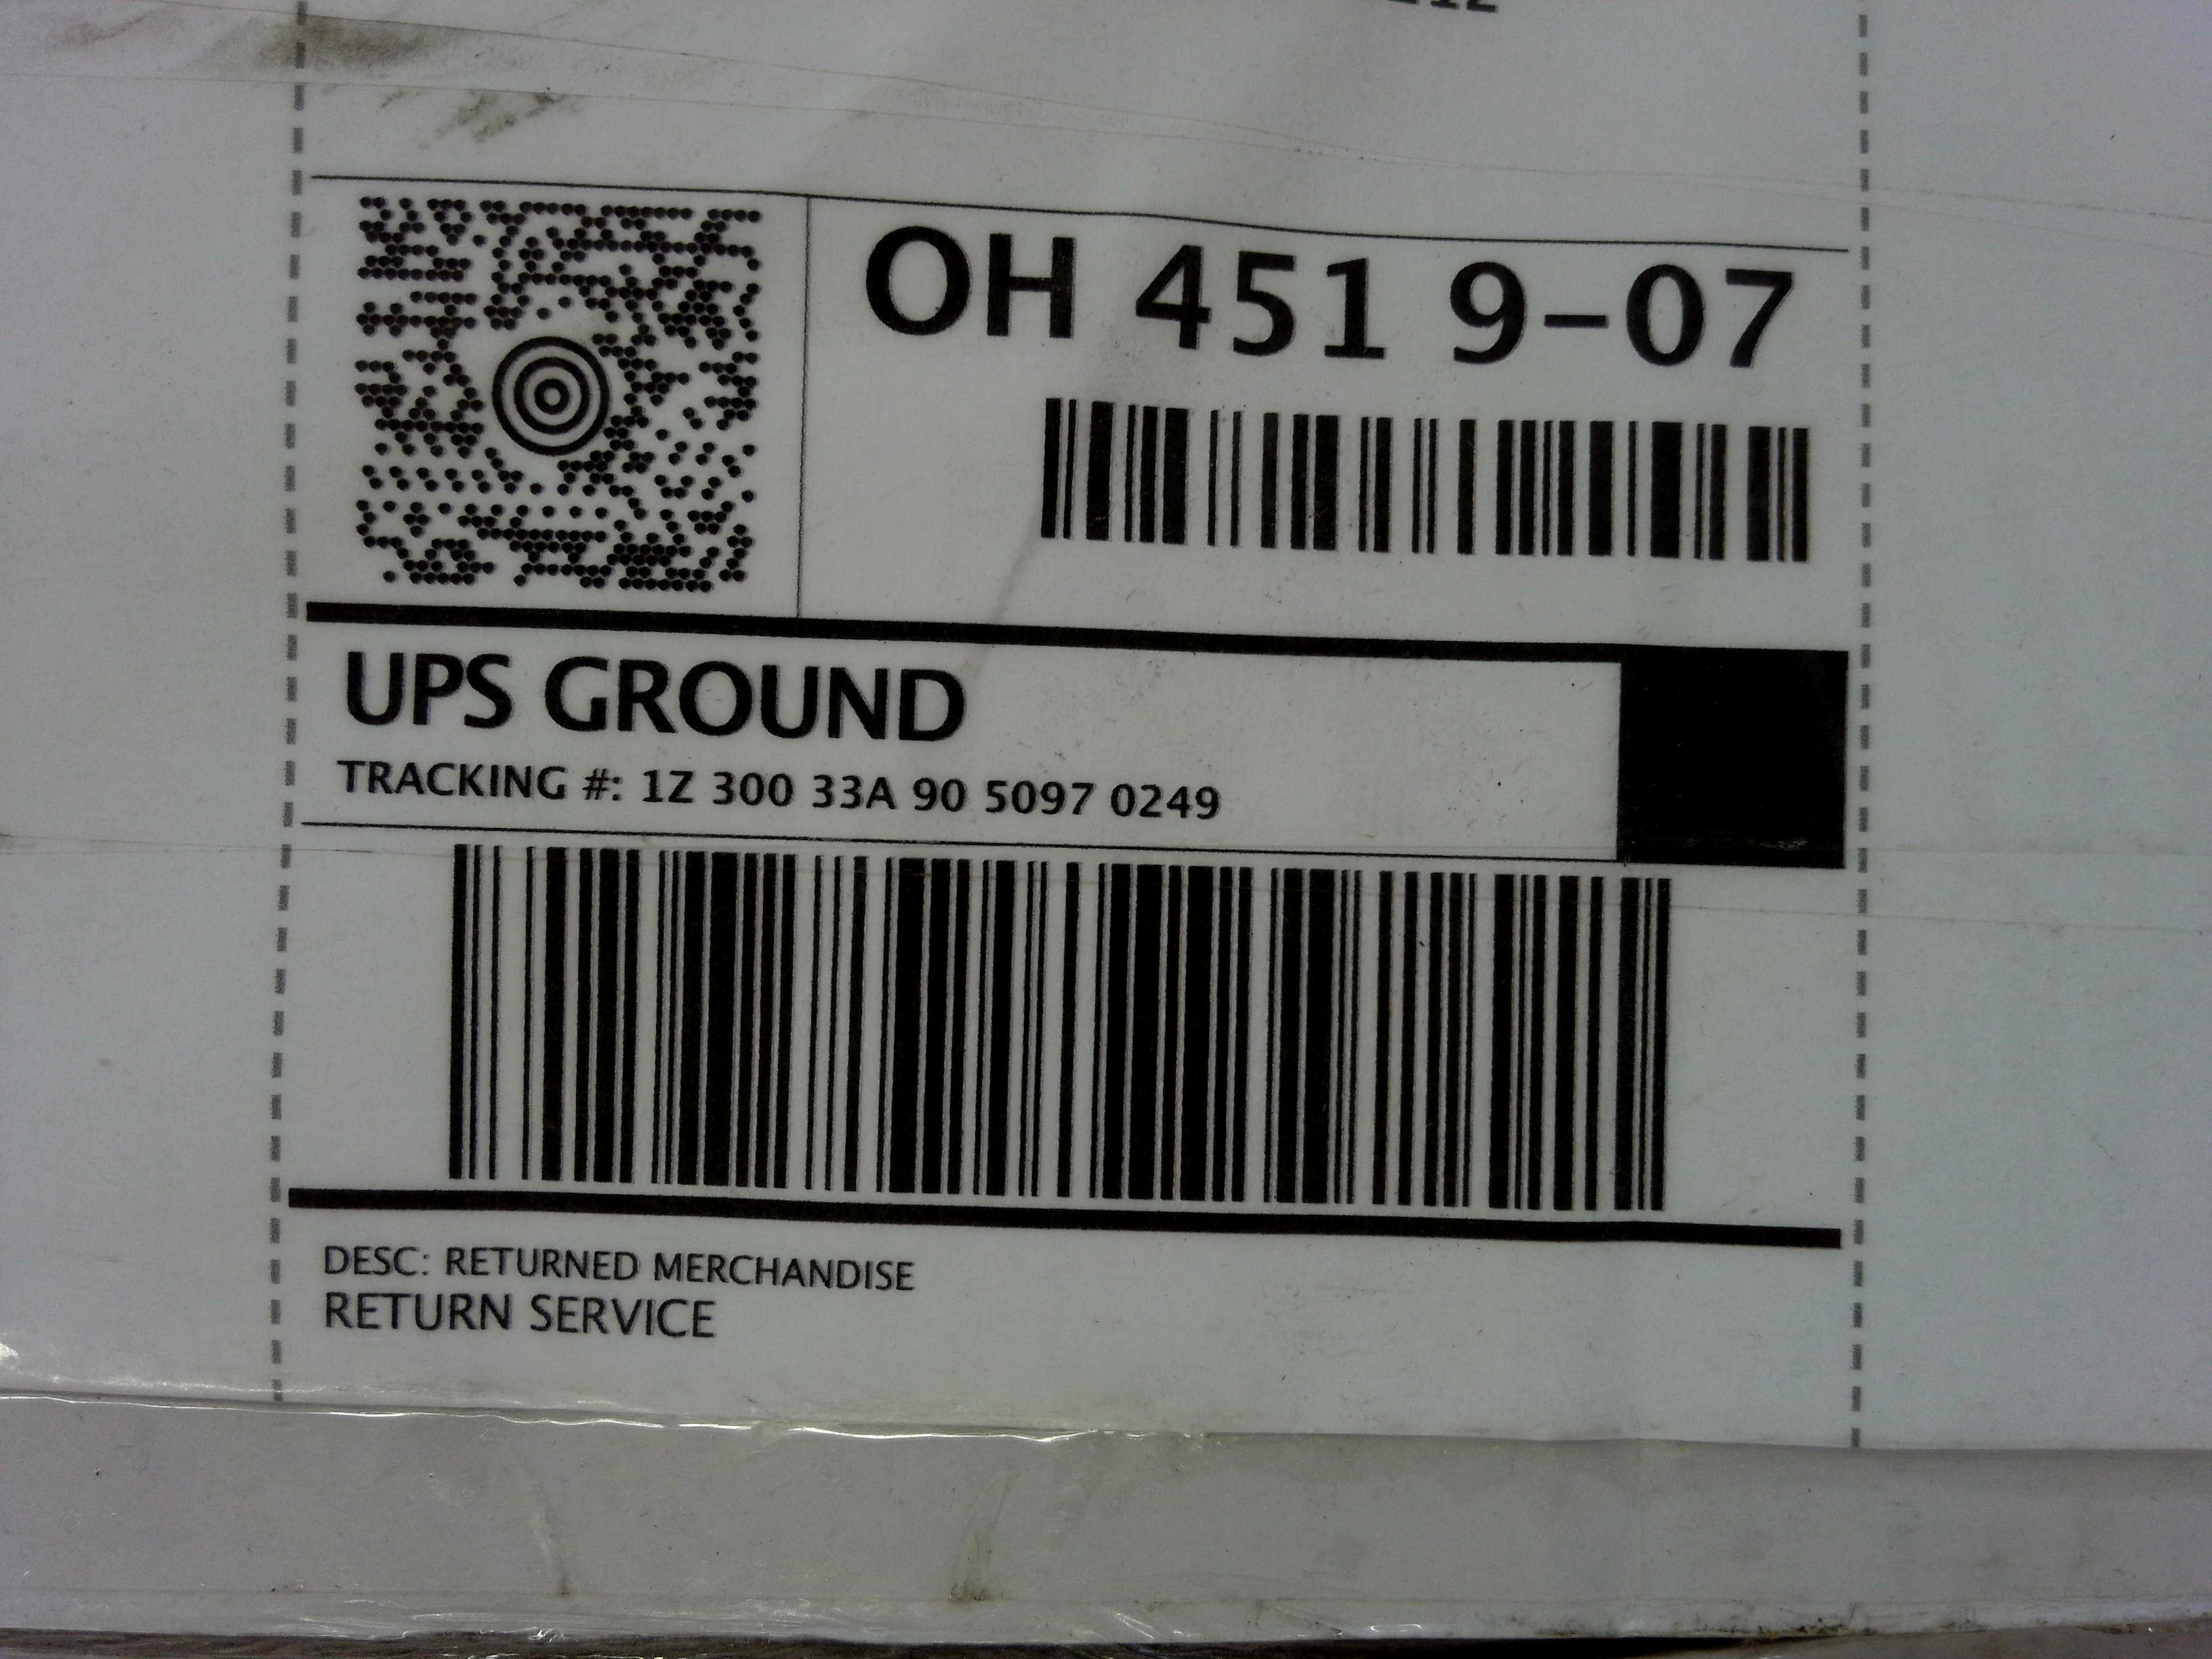 OH 451 9-07
UPS GROUND
TRACKING #: 1Z 300 33A 90 5097 0249
DESC: RETURNED MERCHANDISE
RETURN SERVICE